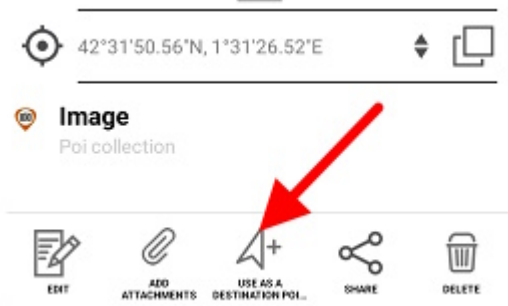 42°31'50.56"N, 1°31'26.52"E
Image
Poi collection
EDIT
ADD
ATTACHMENTS
USE AS A
DESTINATION POI...
SHARE
DELETE